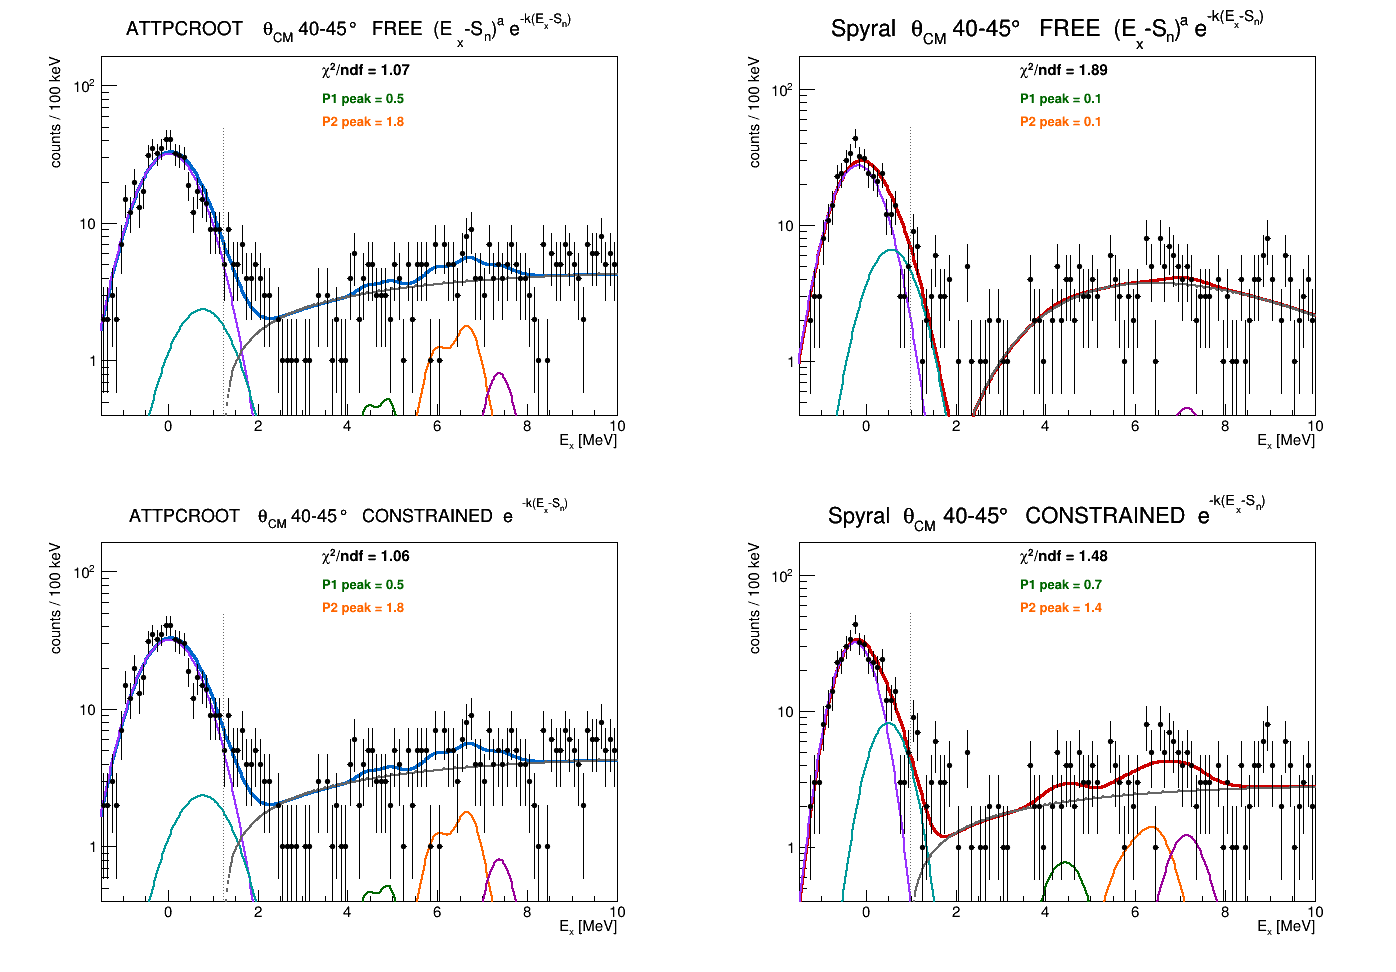 ATTPCROOT θCM 40-45° FREE (Ex-Sn)^a e^-k(Ex-Sn)
χ²/ndf = 1.07
P1 peak = 0.5
P2 peak = 1.8
counts / 100 keV
10²
10
1
0 2 4 6 8 10
Ex [MeV]
Spyral θCM 40-45° FREE (Ex-Sn)^a e^-k(Ex-Sn)
χ²/ndf = 1.89
P1 peak = 0.1
P2 peak = 0.1
counts / 100 keV
10²
10
1
0 2 4 6 8 10
Ex [MeV]
ATTPCROOT θCM 40-45° CONSTRAINED e^-k(Ex-Sn)
χ²/ndf = 1.06
P1 peak = 0.5
P2 peak = 1.8
counts / 100 keV
10²
10
1
0 2 4 6 8 10
Ex [MeV]
Spyral θCM 40-45° CONSTRAINED e^-k(Ex-Sn)
χ²/ndf = 1.48
P1 peak = 0.7
P2 peak = 1.4
counts / 100 keV
10²
10
1
0 2 4 6 8 10
Ex [MeV]